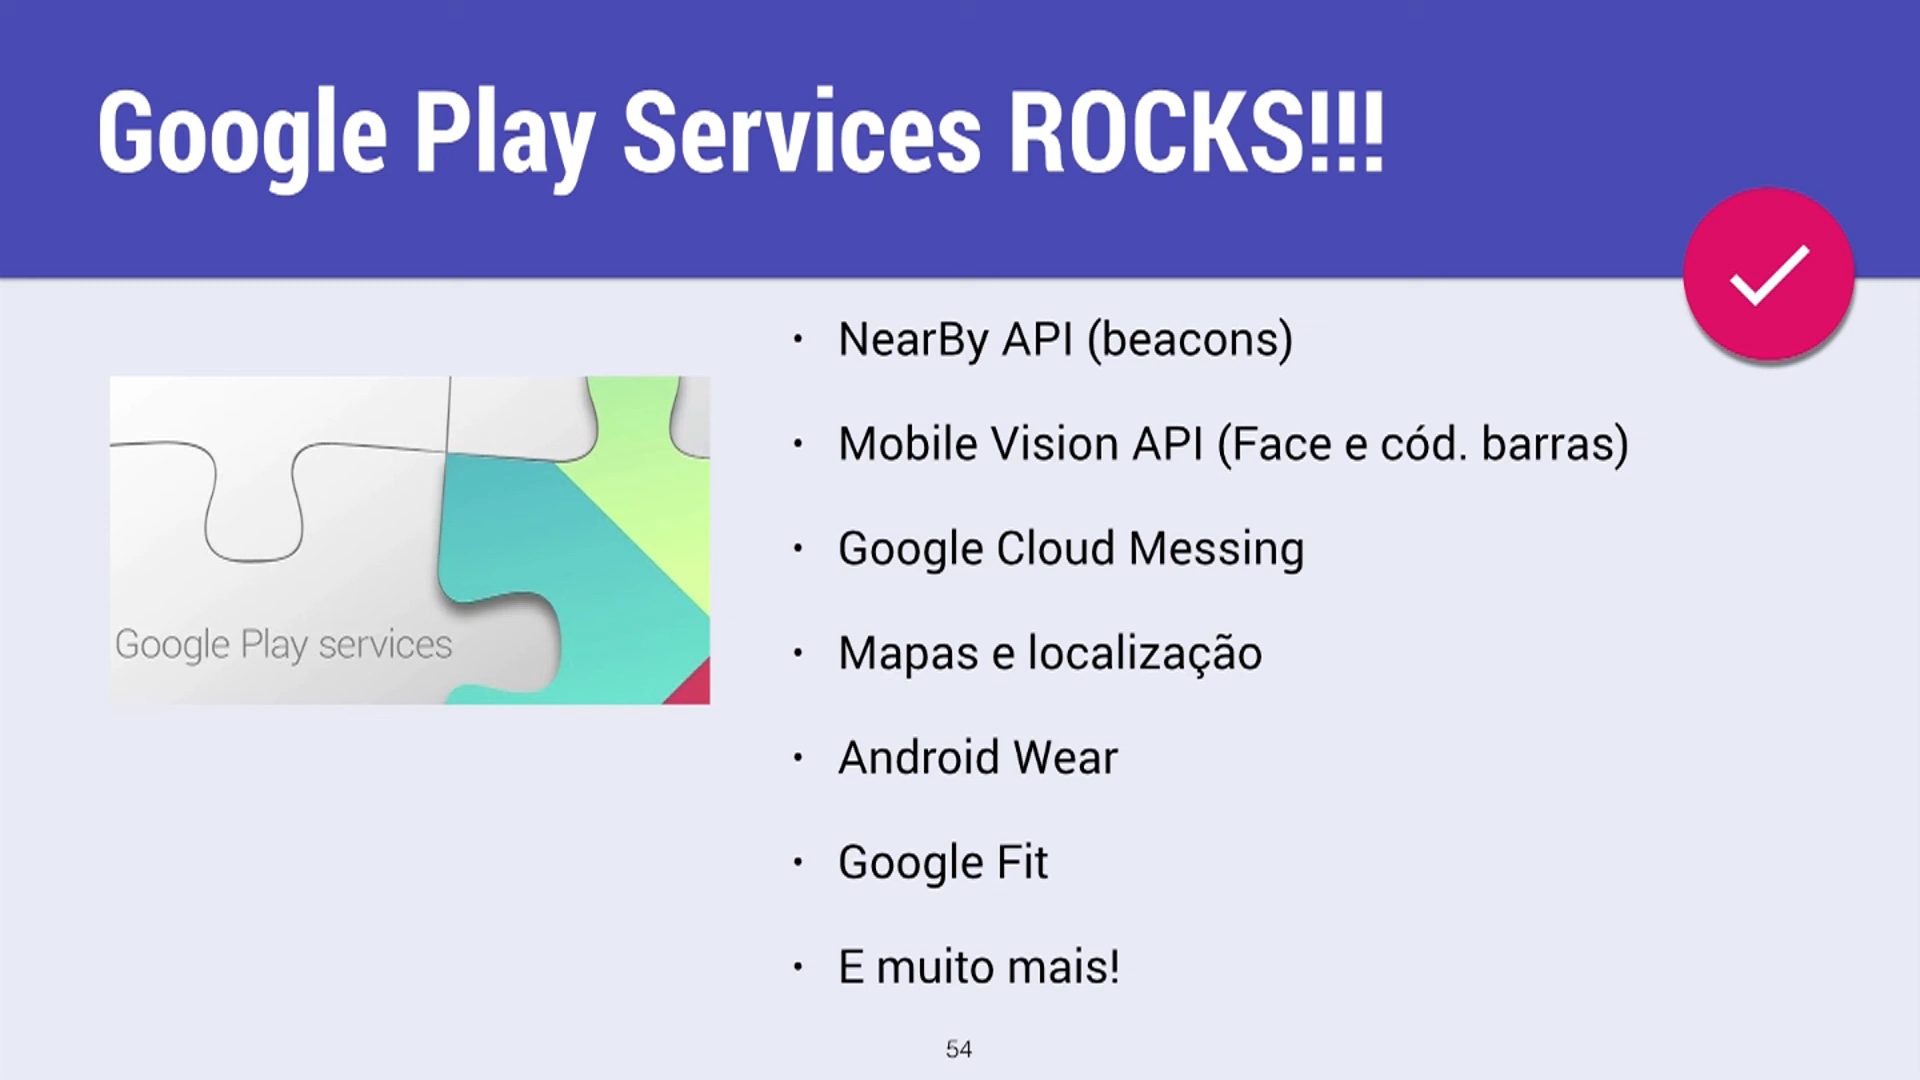 Google Play Services ROCKS!!!
Google Play services
• NearBy API (beacons)
• Mobile Vision API (Face e cód. barras)
• Google Cloud Messing
• Mapas e localização
• Android Wear
• Google Fit
• E muito mais!
54